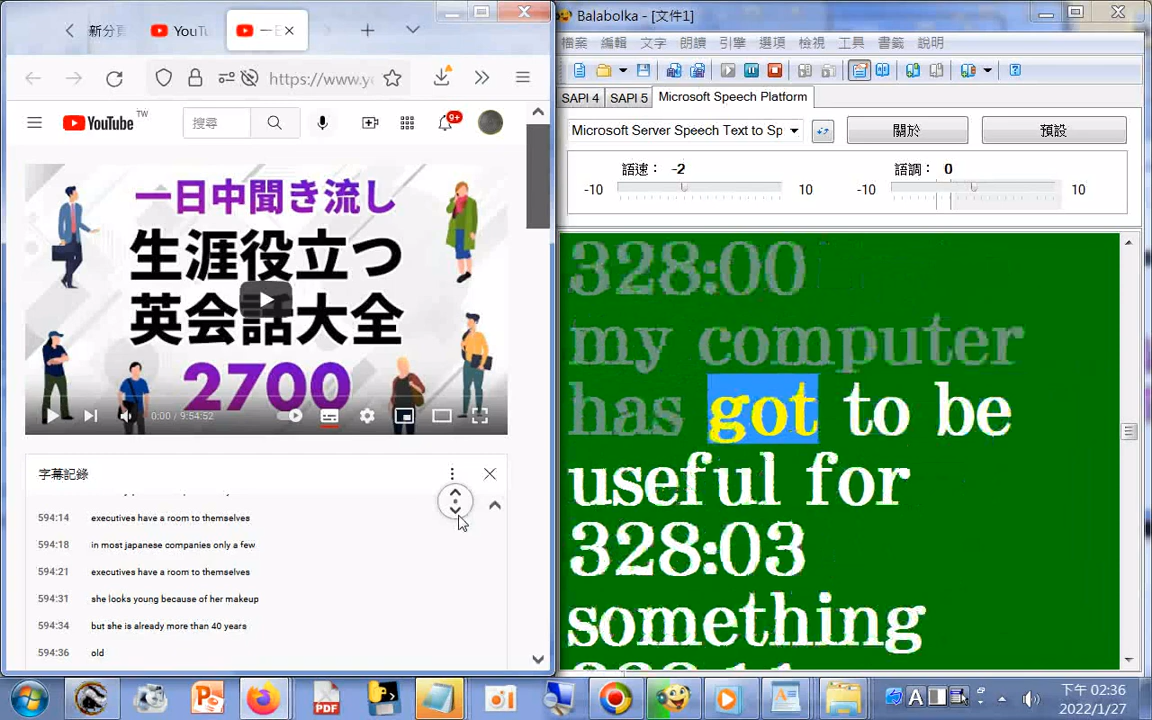 新分頁
YouTu
一 E
https://www.y
YouTube
TW
搜尋
9+
一日中聞き流し
生涯役立つ
英会話大全
2700
0:00 / 9:54:52
字幕記錄
594:14 executives have a room to themselves
594:18 in most japanese companies only a few
594:21 executives have a room to themselves
594:31 she looks young because of her makeup
594:34 but she is already more than 40 years
594:36 old
Balabolka - [文件1]
檔案 編輯 文字 朗讀 引擎 選項 檢視 工具 書籤 說明
SAPI 4 SAPI 5 Microsoft Speech Platform
Microsoft Server Speech Text to Sp
關於 預設
語速： -2 語調： 0
-10 10 -10 10
328:00
my computer
has got to be
useful for
328:03
something
328:11
PDF
A
下午 02:36
2022/1/27